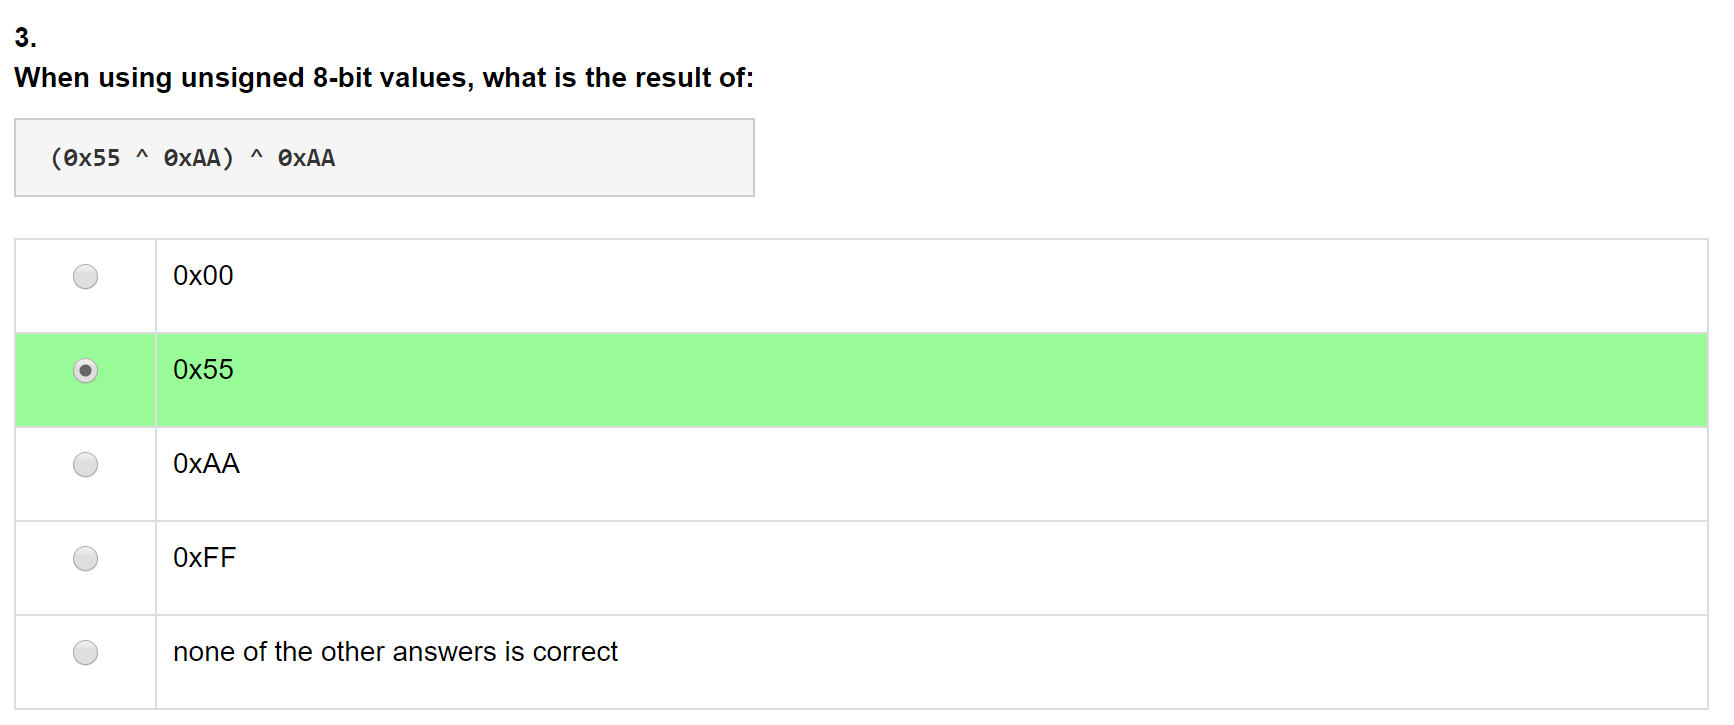 3.
When using unsigned 8-bit values, what is the result of:
(0x55 ^ 0xAA) ^ 0xAA
0x00
0x55
0xAA
0xFF
none of the other answers is correct